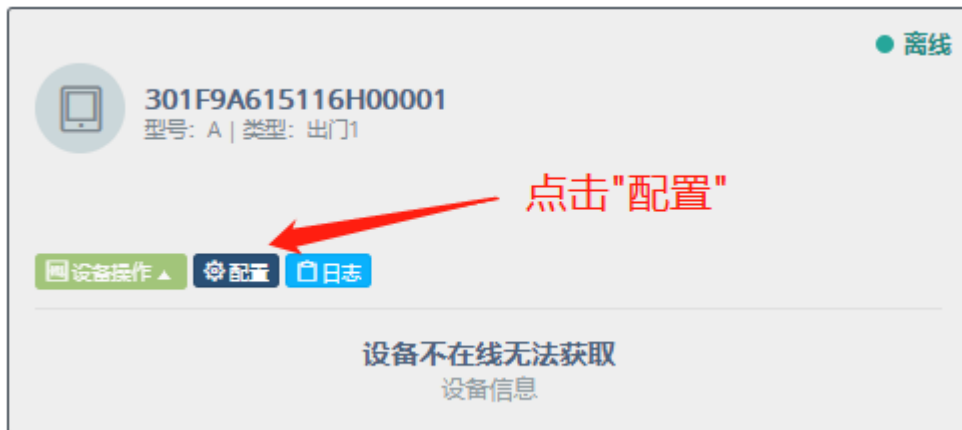 离线
301F9A615116H00001
型号：A | 类型：出门1
点击"配置"
设备操作▲ 配置 日志
设备不在线无法获取
设备信息